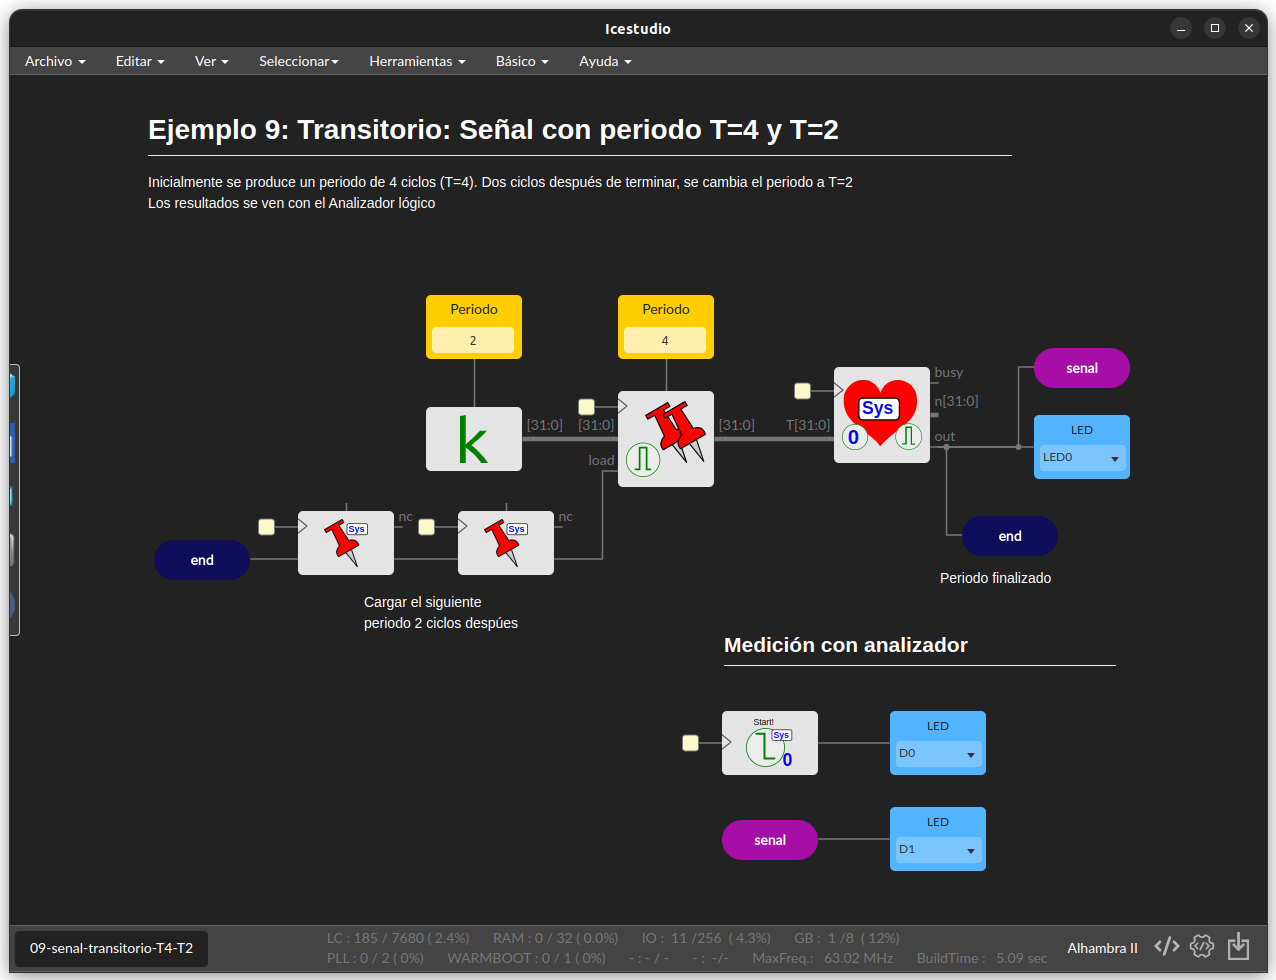 Icestudio
Archivo Editar Ver Seleccionar Herramientas Básico Ayuda
Ejemplo 9: Transitorio: Señal con periodo T=4 y T=2
Inicialmente se produce un periodo de 4 ciclos (T=4). Dos ciclos después de terminar, se cambia el periodo a T=2
Los resultados se ven con el Analizador lógico
Periodo
2
Periodo
4
k
[31:0]
[31:0]
load
[31:0]
T[31:0]
Sys
0
busy
n[31:0]
out
senal
LED
LED0
end
Sys
nc
Sys
nc
end
Periodo finalizado
Cargar el siguiente
periodo 2 ciclos despúes
Medición con analizador
Start!
Sys
0
LED
D0
senal
LED
D1
09-senal-transitorio-T4-T2
LC : 185 / 7680 ( 2.4%) RAM : 0 / 32 ( 0.0%) IO : 11 /256 ( 4.3%) GB : 1 /8 ( 12%)
PLL : 0 / 2 ( 0%) WARMBOOT : 0 / 1 ( 0%) - : - / - - : -/- MaxFreq.: 63.02 MHz BuildTime : 5.09 sec
Alhambra II